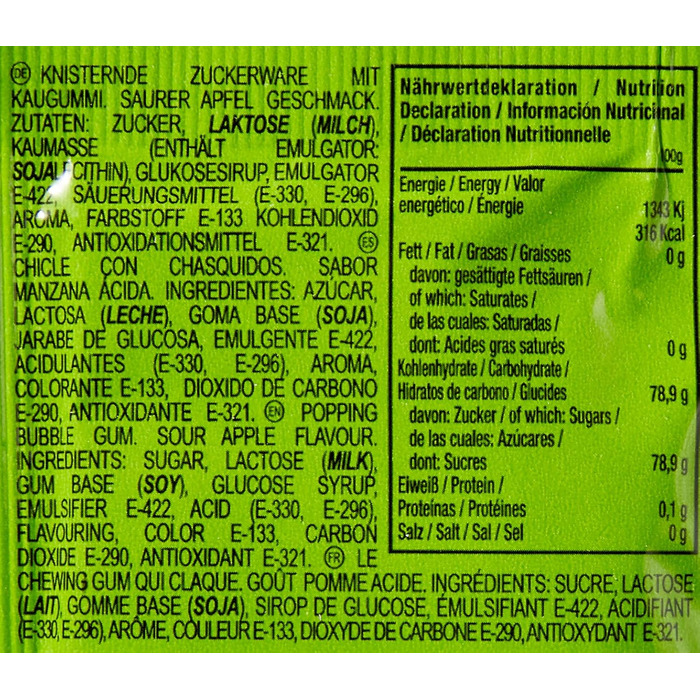 DE KNISTERNDE ZUCKERWARE MIT
KAUGUMMI. SAURER APFEL GESCHMACK.
ZUTATEN: ZUCKER, LAKTOSE (MILCH),
KAUMASSE (ENTHÄLT EMULGATOR:
SOJALECITHIN), GLUKOSESIRUP, EMULGATOR
E-422, SÄUERUNGSMITTEL (E-330, E-296),
AROMA, FARBSTOFF E-133 KOHLENDIOXID
E-290, ANTIOXIDATIONSMITTEL E-321. ES
CHICLE CON CHASQUIDOS. SABOR
MANZANA ÁCIDA. INGREDIENTES: AZÚCAR,
LACTOSA (LECHE), GOMA BASE (SOJA),
JARABE DE GLUCOSA, EMULGENTE E-422,
ACIDULANTES (E-330, E-296), AROMA,
COLORANTE E-133, DIOXIDO DE CARBONO
E-290, ANTIOXIDANTE E-321. EN POPPING
BUBBLE GUM. SOUR APPLE FLAVOUR.
INGREDIENTS: SUGAR, LACTOSE (MILK),
GUM BASE (SOY), GLUCOSE SYRUP,
EMULSIFIER E-422, ACID (E-330, E-296),
FLAVOURING, COLOR E-133, CARBON
DIOXIDE E-290, ANTIOXIDANT E-321. FR LE
CHEWING GUM QUI CLAQUE. GOÛT POMME ACIDE. INGRÉDIENTS: SUCRE, LACTOSE
(LAIT), GOMME BASE (SOJA), SIROP DE GLUCOSE, ÉMULSIFIANT E-422, ACIDIFIANT
(E-330, E-296), ARÔME, COULEUR E-133, DIOXYDE DE CARBONE E-290, ANTIOXYDANT E-321.
Nährwertdeklaration / Nutrition
Declaration / Información Nutricional
/ Déclaration Nutritionnelle
100g
Energie / Energy / Valor
energético / Énergie 1343 Kj
316 Kcal
Fett / Fat / Grasas / Graisses 0 g
davon: gesättigte Fettsäuren /
of which: Saturates /
de las cuales: Saturadas /
dont: Acides gras saturés 0 g
Kohlenhydrate / Carbohydrate /
Hidratos de carbono / Glucides 78,9 g
davon: Zucker / of which: Sugars /
de las cuales: Azúcares /
dont: Sucres 78,9 g
Eiweiß / Protein /
Proteínas / Protéines 0,1 g
Salz / Salt / Sal / Sel 0 g